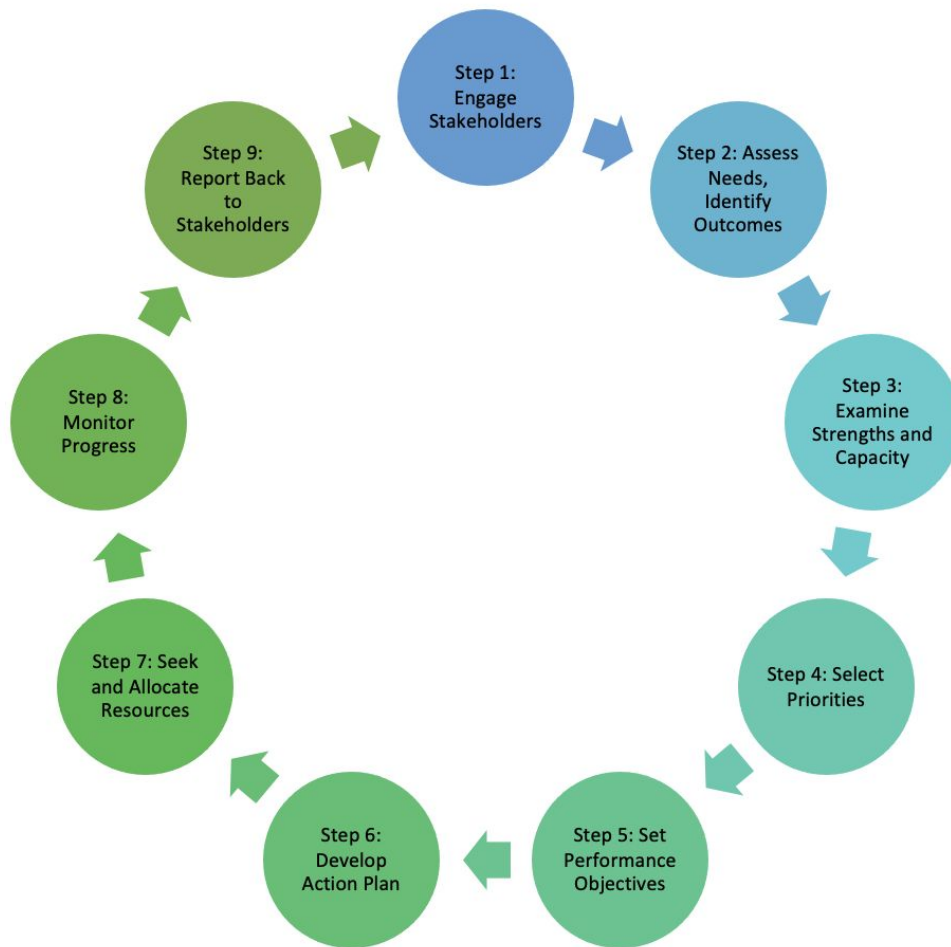 Step 1:
Engage
Stakeholders
Step 2: Assess
Needs,
Identify
Outcomes
Step 3:
Examine
Strengths and
Capacity
Step 4: Select
Priorities
Step 5: Set
Performance
Objectives
Step 6:
Develop
Action Plan
Step 7: Seek
and Allocate
Resources
Step 8:
Monitor
Progress
Step 9:
Report Back
to
Stakeholders